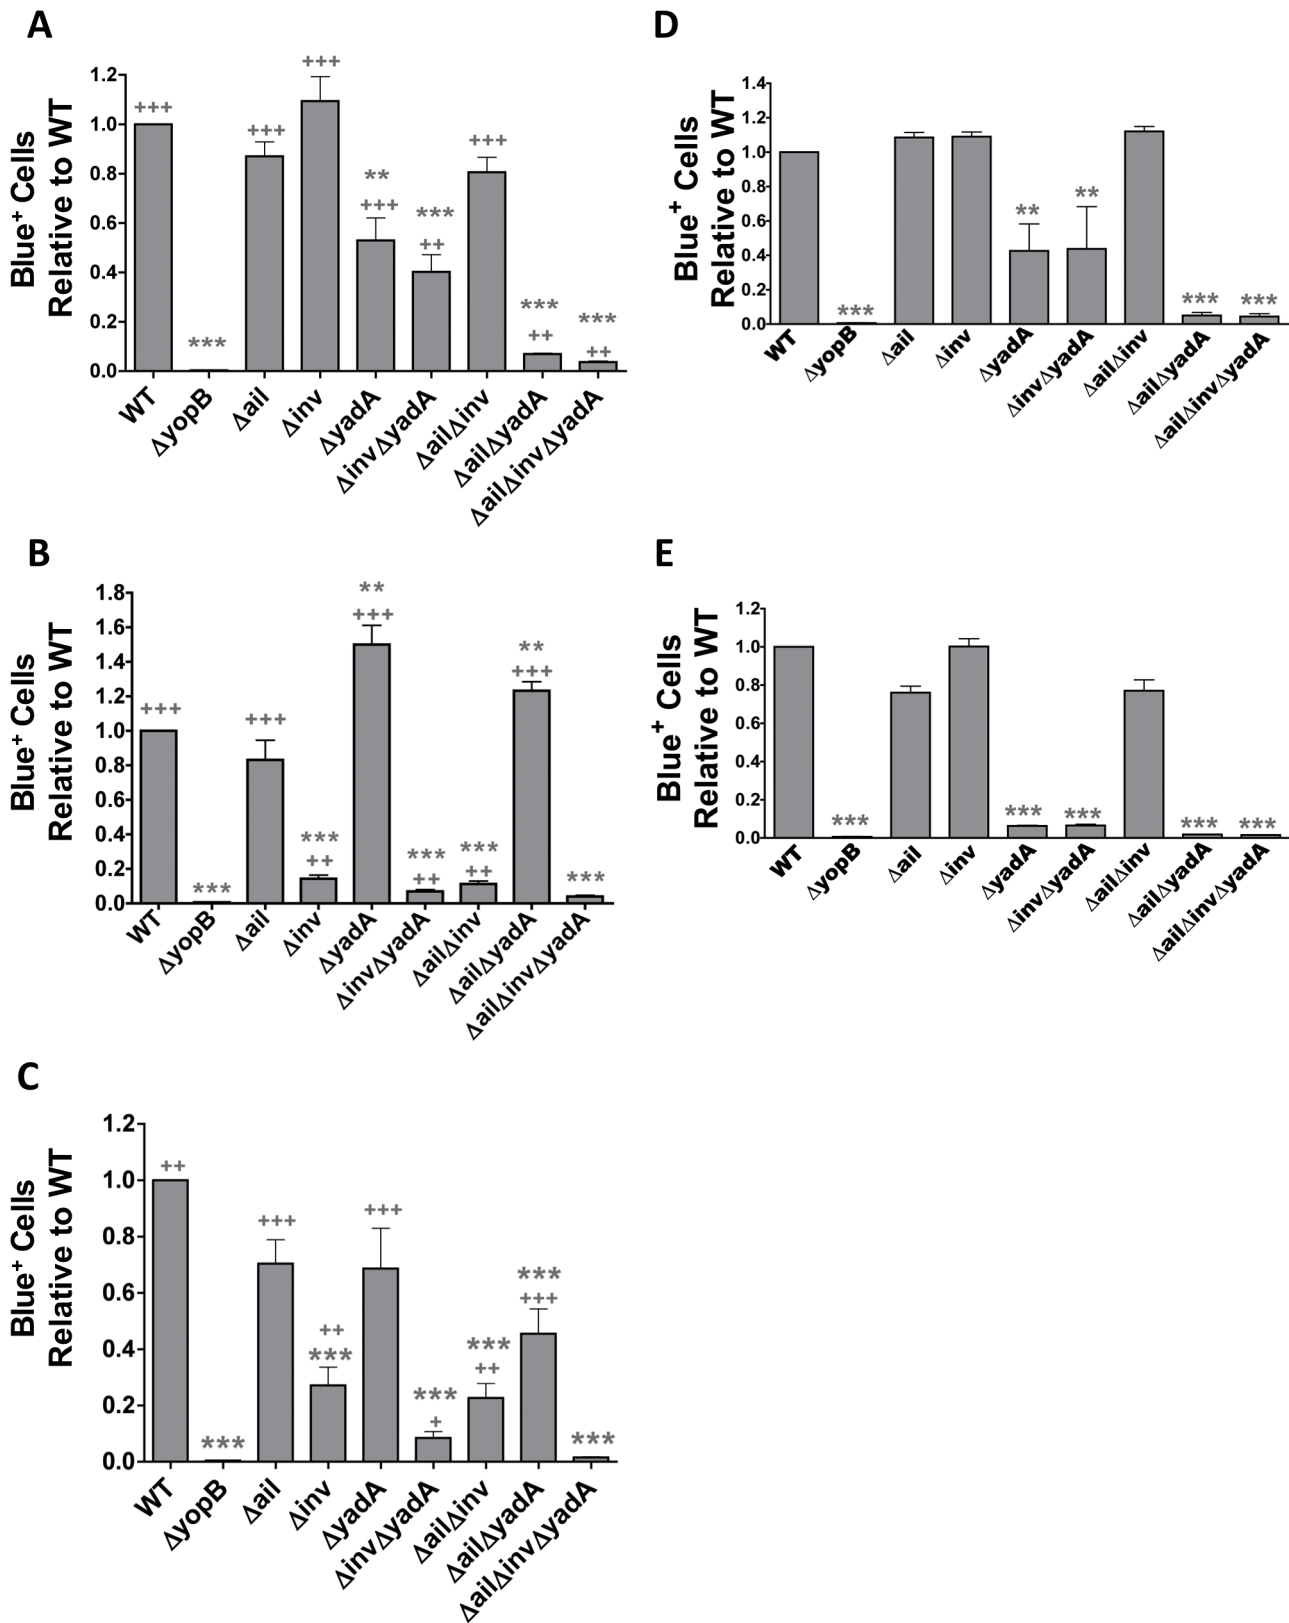 A
Blue+ Cells
Relative to WT
1.2
1.0
0.8
0.6
0.4
0.2
0.0
+++
***
+++
+++
**
+++
***
++
+++
***
++
***
++
WT
ΔyopB
Δail
Δinv
ΔyadA
ΔinvΔyadA
ΔailΔinv
ΔailΔyadA
ΔailΔinvΔyadA
B
Blue+ Cells
Relative to WT
1.8
1.6
1.4
1.2
1.0
0.8
0.6
0.4
0.2
0.0
+++
***
+++
***
++
**
+++
***
++
***
++
**
+++
***
WT
ΔyopB
Δail
Δinv
ΔyadA
ΔinvΔyadA
ΔailΔinv
ΔailΔyadA
ΔailΔinvΔyadA
C
Blue+ Cells
Relative to WT
1.2
1.0
0.8
0.6
0.4
0.2
0.0
++
***
+++
++
***
+++
***
+
***
++
***
+++
***
WT
ΔyopB
Δail
Δinv
ΔyadA
ΔinvΔyadA
ΔailΔinv
ΔailΔyadA
ΔailΔinvΔyadA
D
Blue+ Cells
Relative to WT
1.4
1.2
1.0
0.8
0.6
0.4
0.2
0.0
***
**
**
***
***
WT
ΔyopB
Δail
Δinv
ΔyadA
ΔinvΔyadA
ΔailΔinv
ΔailΔyadA
ΔailΔinvΔyadA
E
Blue+ Cells
Relative to WT
1.2
1.0
0.8
0.6
0.4
0.2
0.0
***
***
***
***
***
WT
ΔyopB
Δail
Δinv
ΔyadA
ΔinvΔyadA
ΔailΔinv
ΔailΔyadA
ΔailΔinvΔyadA